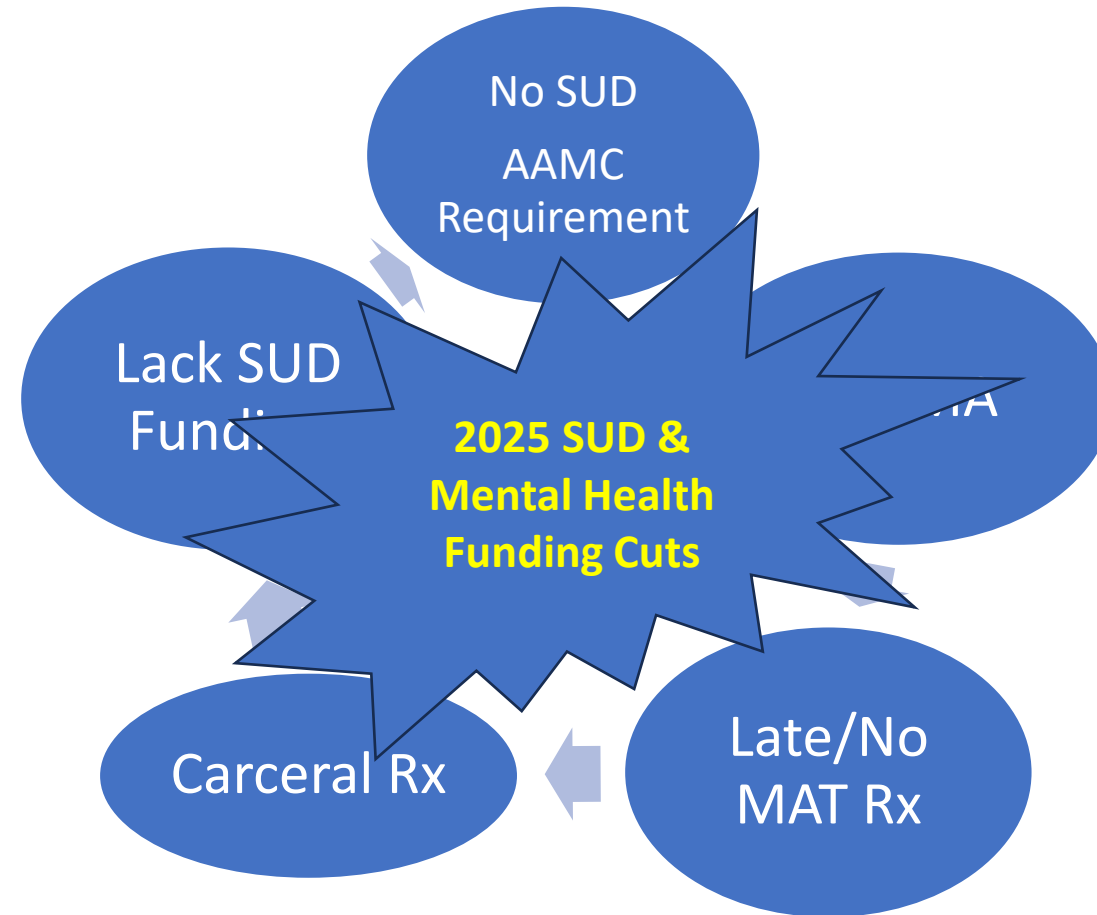 No SUD
AAMC
Requirement
Lack SUD
2025 SUD &
Mental Health
Funding Cuts
Carceral Rx
Late/No
MAT Rx